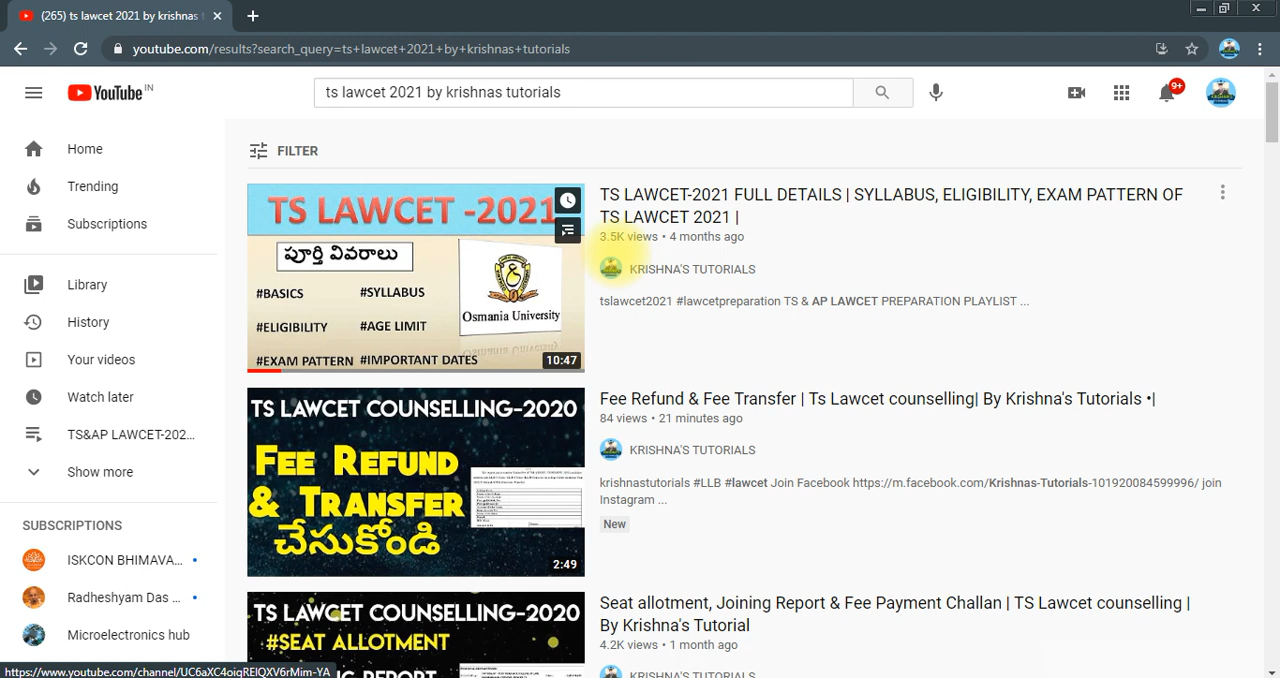 (265) ts lawcet 2021 by krishnas
youtube.com/results?search_query=ts+lawcet+2021+by+krishnas+tutorials
YouTube IN
ts lawcet 2021 by krishnas tutorials
9+
Home
Trending
Subscriptions
Library
History
Your videos
Watch later
TS&AP LAWCET-202...
Show more
SUBSCRIPTIONS
ISKCON BHIMAVA...
Radheshyam Das ...
Microelectronics hub
FILTER
TS LAWCET -2021
పూర్తి వివరాలు
#BASICS
#SYLLABUS
#ELIGIBILITY
#AGE LIMIT
Osmania University
#EXAM PATTERN
#IMPORTANT DATES
10:47
TS LAWCET-2021 FULL DETAILS | SYLLABUS, ELIGIBILITY, EXAM PATTERN OF
TS LAWCET 2021 |
3.5K views • 4 months ago
KRISHNA'S TUTORIALS
tslawcet2021 #lawcetpreparation TS & AP LAWCET PREPARATION PLAYLIST ...
TS LAWCET COUNSELLING-2020
FEE REFUND
& TRANSFER
చేసుకోండి
2:49
Fee Refund & Fee Transfer | Ts Lawcet counselling| By Krishna's Tutorials •|
84 views • 21 minutes ago
KRISHNA'S TUTORIALS
krishnastutorials #LLB #lawcet Join Facebook https://m.facebook.com/Krishnas-Tutorials-101920084599996/ join
Instagram ...
New
TS LAWCET COUNSELLING-2020
#SEAT ALLOTMENT
Seat allotment, Joining Report & Fee Payment Challan | TS Lawcet counselling |
By Krishna's Tutorial
4.2K views • 1 month ago
KRISHNA'S TUTORIALS
https://www.youtube.com/channel/UC6aXC4oiqREIQXV6rMim-YA